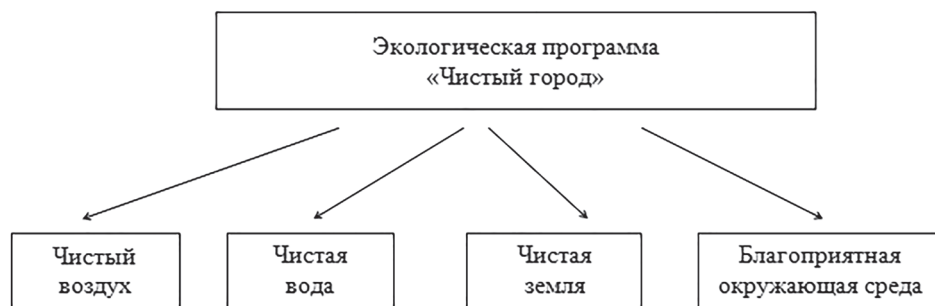 Экологическая программа
«Чистый город»
Чистый
воздух
Чистая
вода
Чистая
земля
Благоприятная
окружающая среда